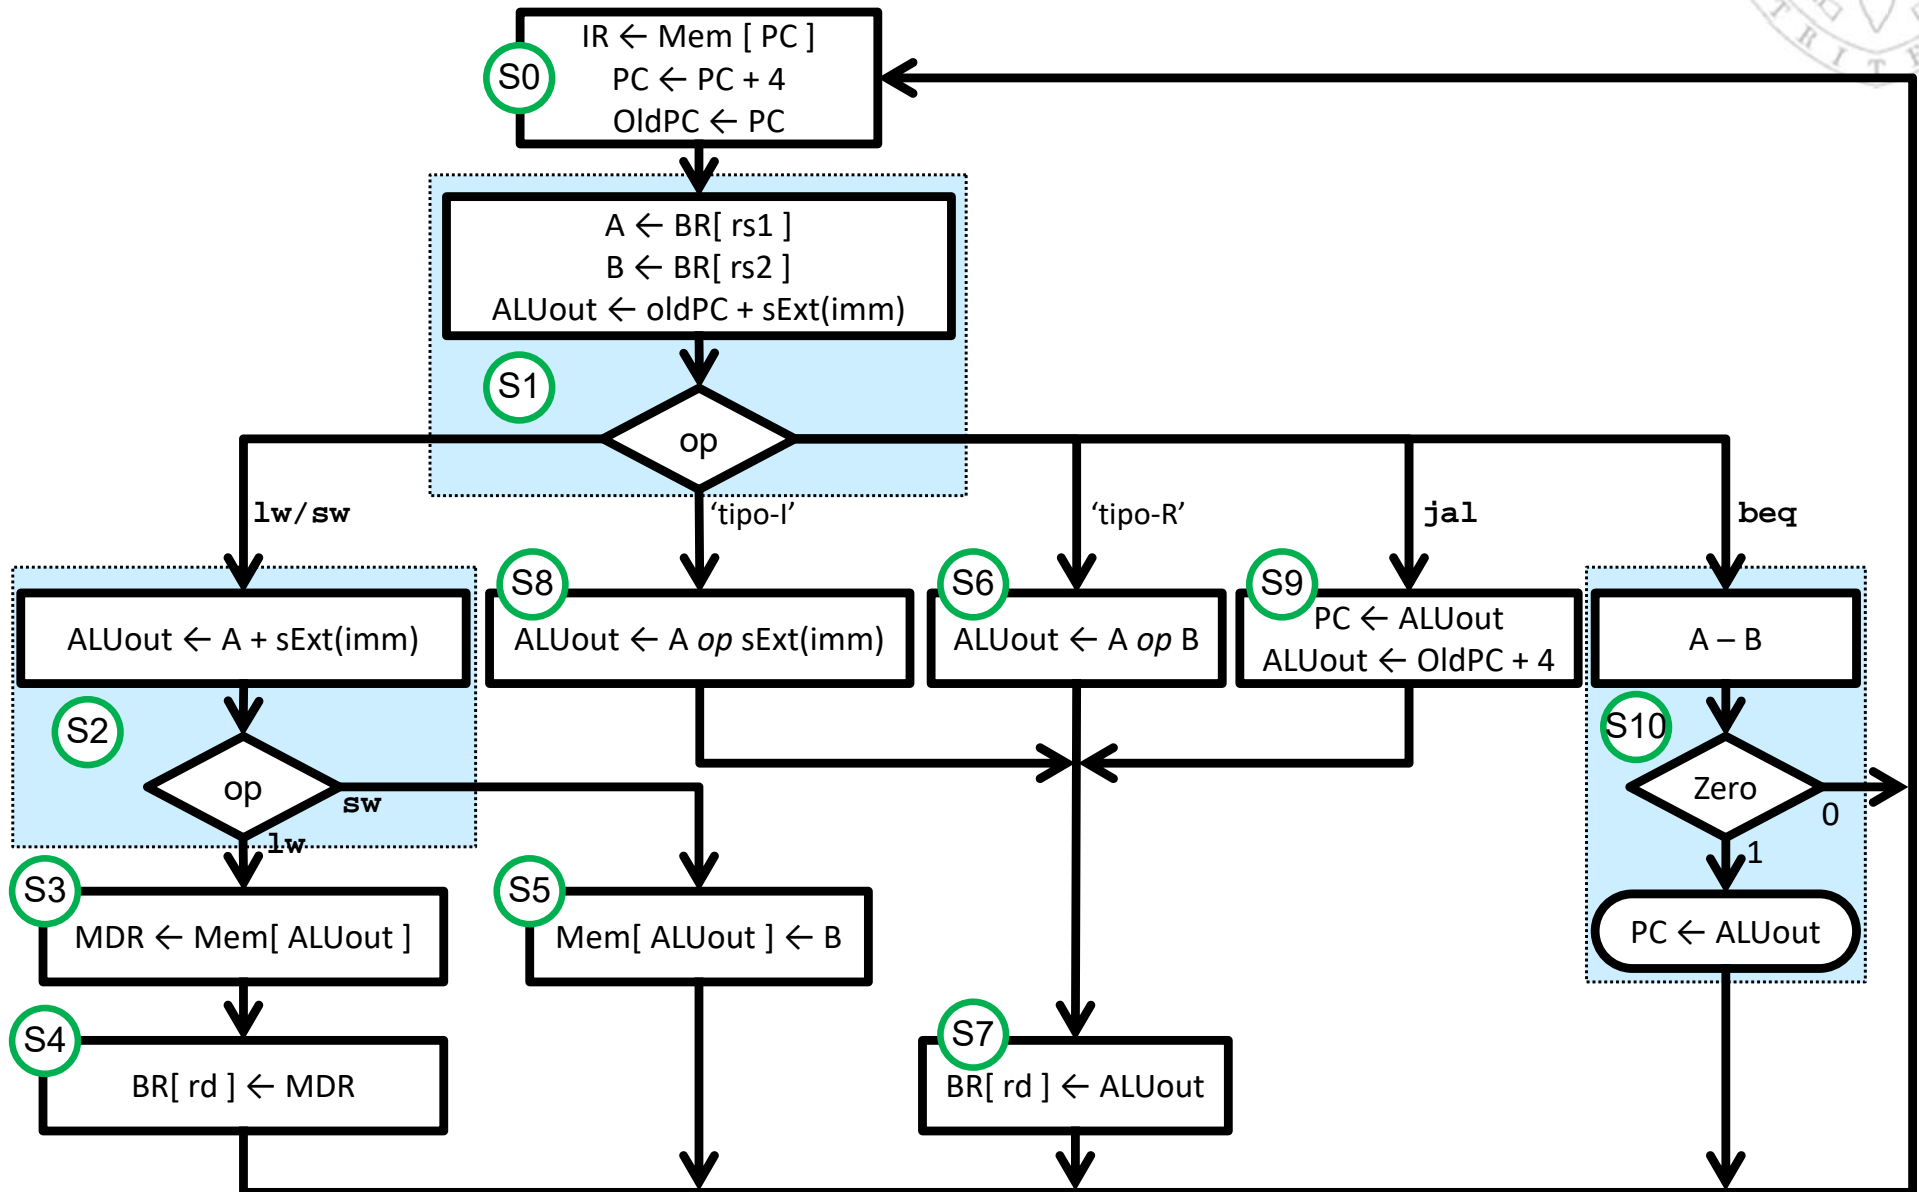 IR ← Mem [ PC ]
S0
PC ← PC + 4
OldPC ← PC
A ← BR[ rs1 ]
B ← BR[ rs2 ]
ALUout ← oldPC + sExt(imm)
S1
op
lw/sw
‘tipo-I’
‘tipo-R’
jal
beq
S8
S6
S9
ALUout ← A + sExt(imm)
ALUout ← A op sExt(imm)
ALUout ← A op B
PC ← ALUout
ALUout ← OldPC + 4
A – B
S2
S10
op
sw
lw
Zero
0
1
S3
MDR ← Mem[ ALUout ]
S5
Mem[ ALUout ] ← B
PC ← ALUout
S4
BR[ rd ] ← MDR
S7
BR[ rd ] ← ALUout